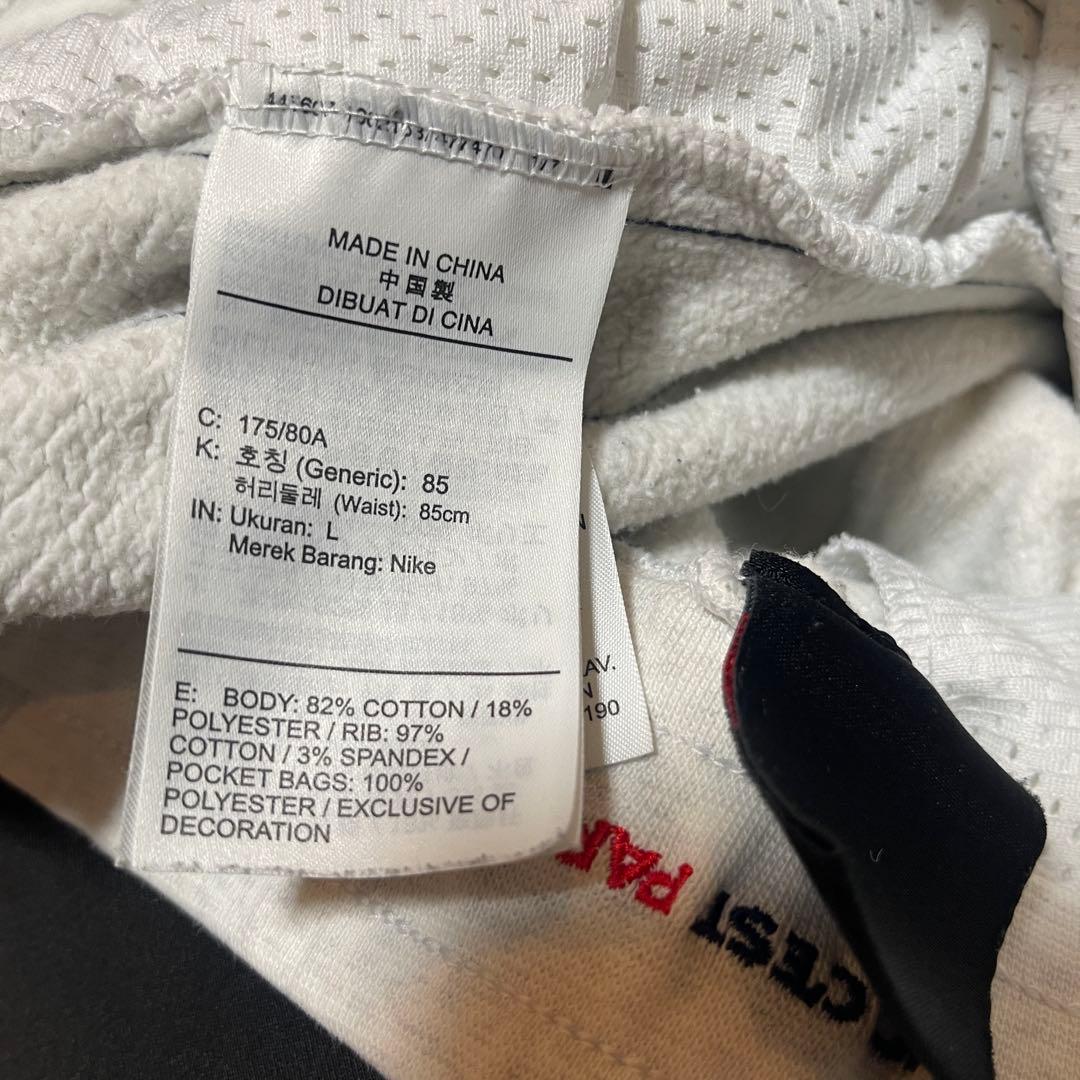 MADE IN CHINA
中国製
DIBUAT DI CINA
C: 175/80A
K: 호칭 (Generic): 85
허리둘레 (Waist): 85cm
IN: Ukuran: L
Merek Barang: Nike
E: BODY: 82% COTTON / 18%
POLYESTER / RIB: 97%
COTTON / 3% SPANDEX /
POCKET BAGS: 100%
POLYESTER / EXCLUSIVE OF
DECORATION
AV.
N
190